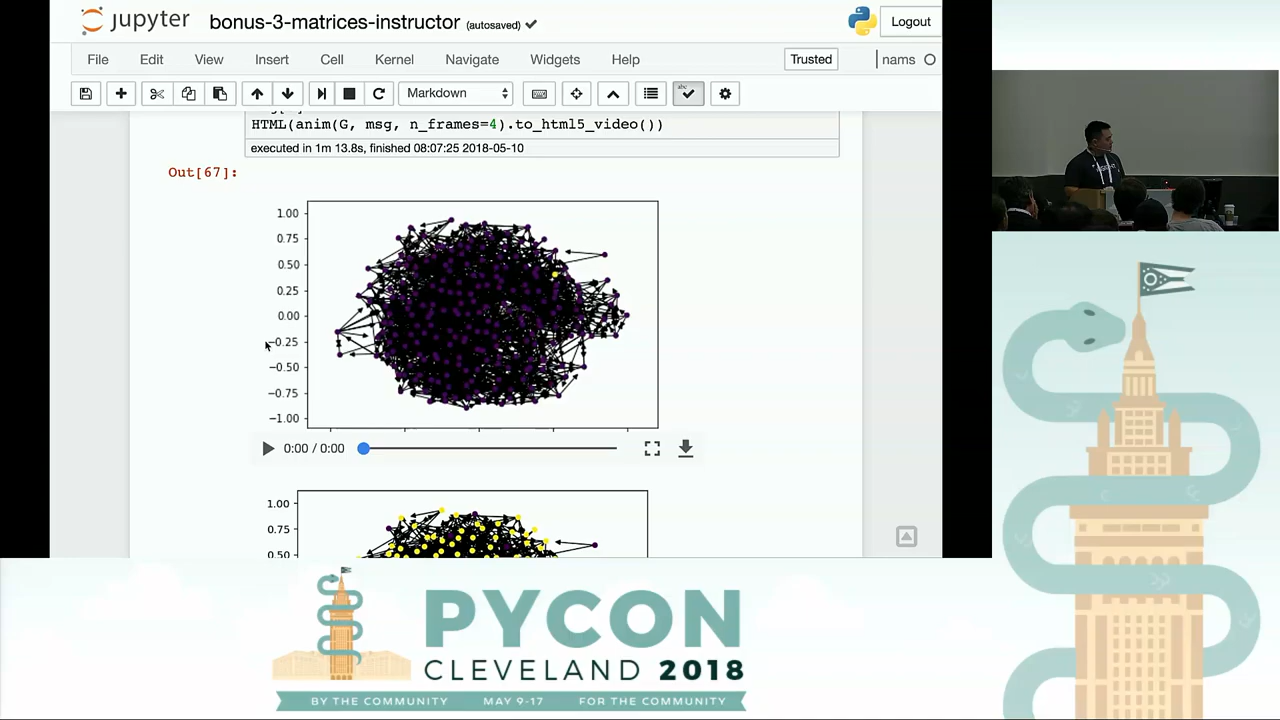 jupyter bonus-3-matrices-instructor (autosaved)
Logout
File Edit View Insert Cell Kernel Navigate Widgets Help
Trusted
nams
Markdown
HTML(anim(G, msg, n_frames=4).to_html5_video())
executed in 1m 13.8s, finished 08:07:25 2018-05-10
Out[67]:
1.00
0.75
0.50
0.25
0.00
−0.25
−0.50
−0.75
−1.00
0:00 / 0:00
1.00
0.75
0.50
PYCON
CLEVELAND 2018
BY THE COMMUNITY MAY 9-17 FOR THE COMMUNITY